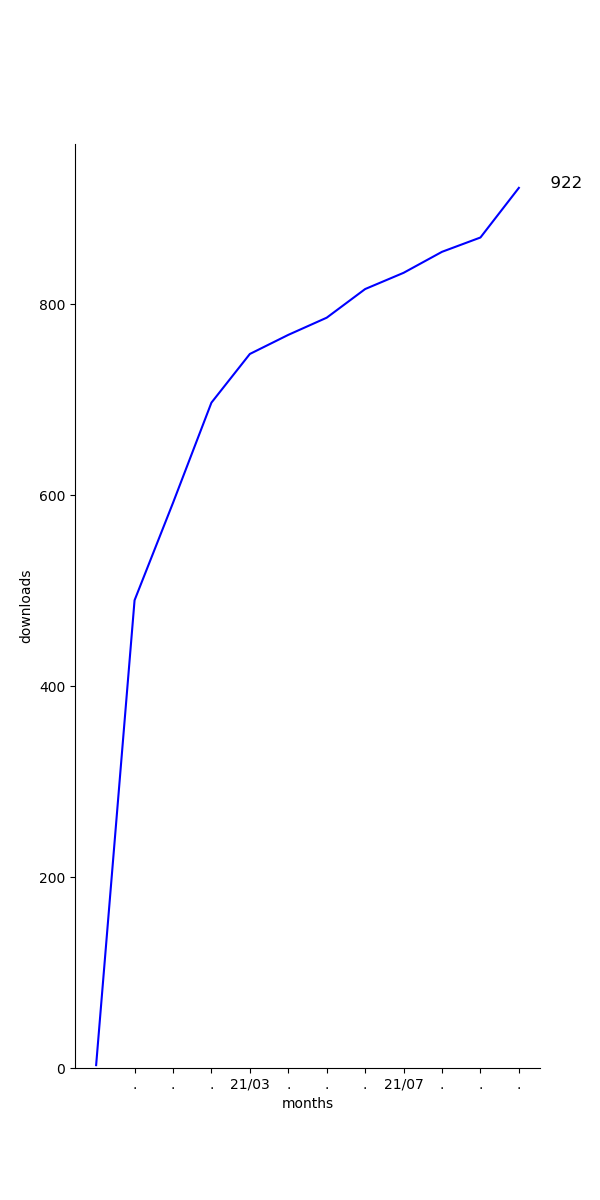 922
800
600
downloads
400
200
0
. . . 21/03 . . . 21/07 . . .
months